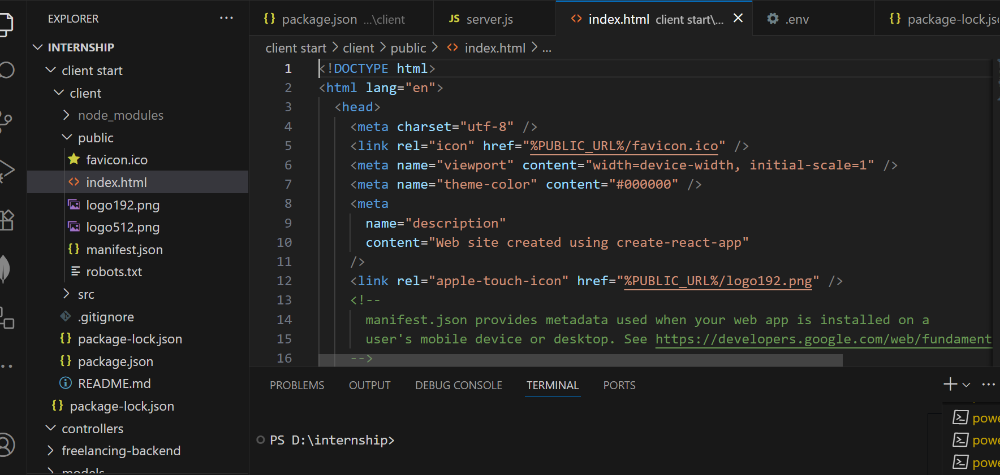 EXPLORER
INTERNSHIP
client start
client
node_modules
public
favicon.ico
index.html
logo192.png
logo512.png
manifest.json
robots.txt
src
.gitignore
package-lock.json
package.json
README.md
package-lock.json
controllers
freelancing-backend
models
package.json ...\client
server.js
index.html client start\...
.env
package-lock.js
client start > client > public > index.html > ...
1 <!DOCTYPE html>
2 <html lang="en">
3 <head>
4 <meta charset="utf-8" />
5 <link rel="icon" href="%PUBLIC_URL%/favicon.ico" />
6 <meta name="viewport" content="width=device-width, initial-scale=1" />
7 <meta name="theme-color" content="#000000" />
8 <meta
9 name="description"
10 content="Web site created using create-react-app"
11 />
12 <link rel="apple-touch-icon" href="%PUBLIC_URL%/logo192.png" />
13 <!--
14 manifest.json provides metadata used when your web app is installed on a
15 user's mobile device or desktop. See https://developers.google.com/web/fundament
16 -->
PROBLEMS OUTPUT DEBUG CONSOLE TERMINAL PORTS
PS D:\internship>
powe
powe
powe